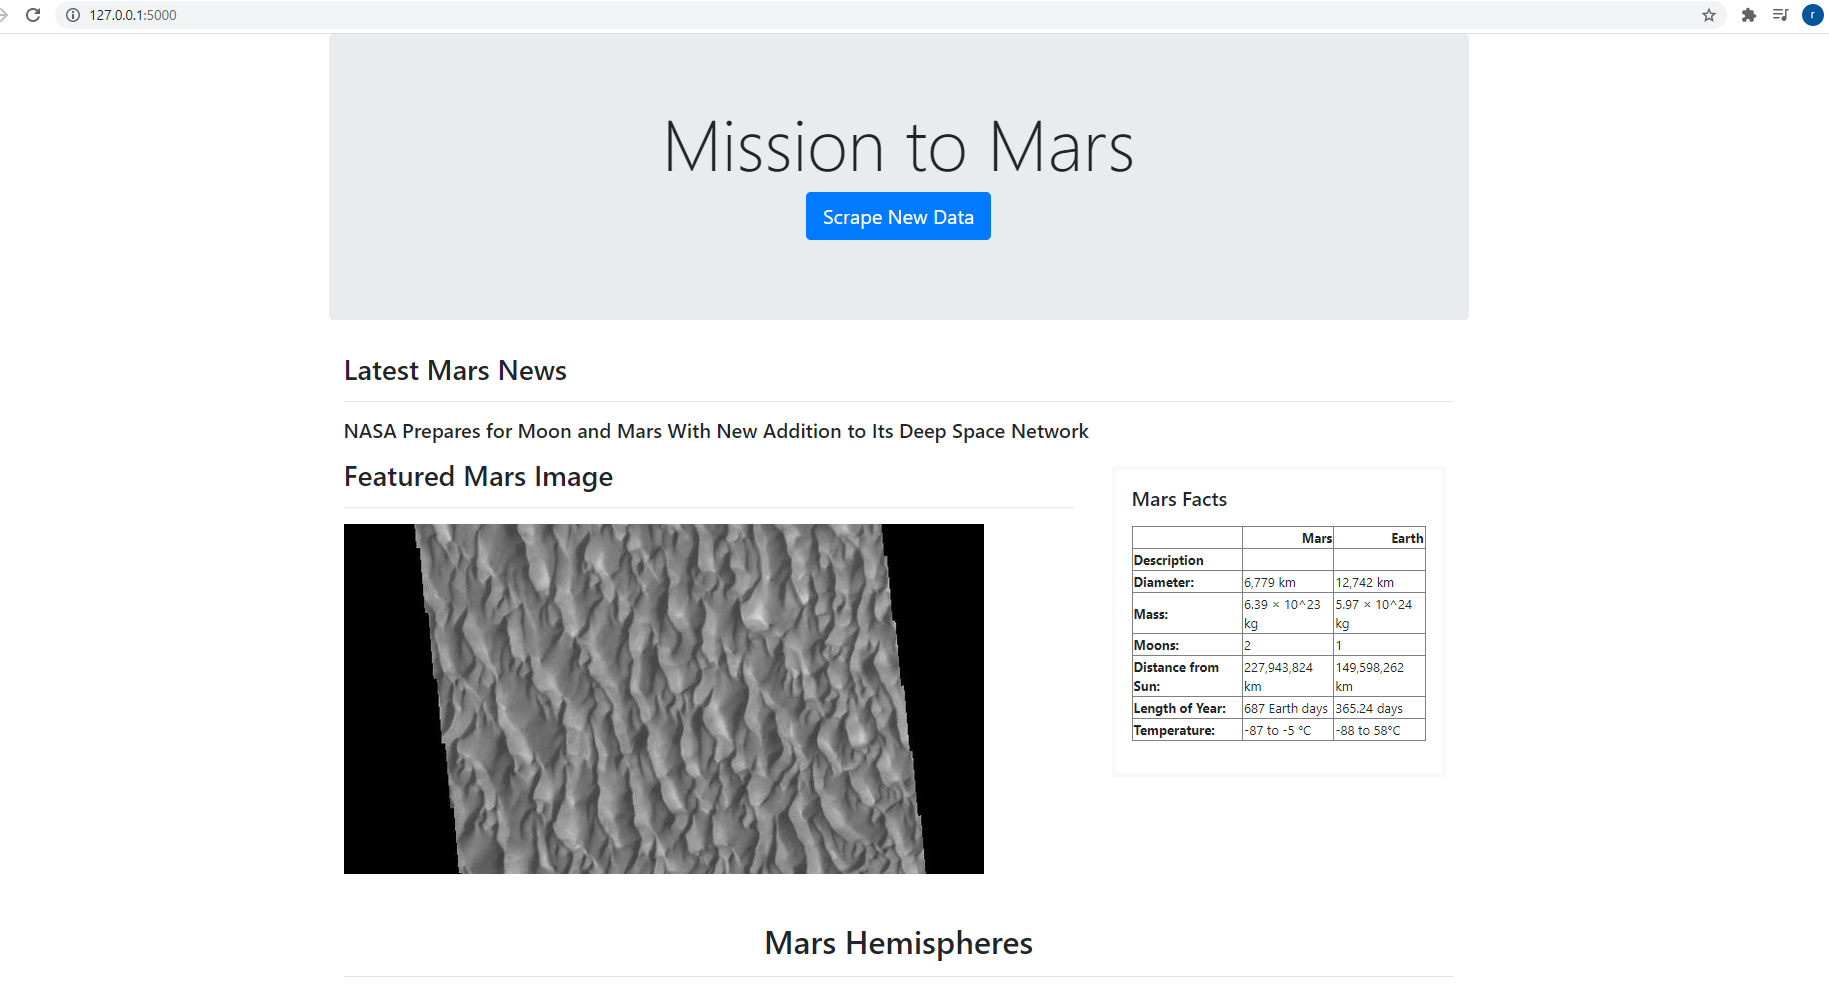 127.0.0.1:5000
r
Mission to Mars
Scrape New Data
Latest Mars News
NASA Prepares for Moon and Mars With New Addition to Its Deep Space Network
Featured Mars Image
Mars Facts
Mars Earth
Description
Diameter: 6,779 km 12,742 km
Mass: 6.39 × 10^23 kg 5.97 × 10^24 kg
Moons: 2 1
Distance from Sun: 227,943,824 km 149,598,262 km
Length of Year: 687 Earth days 365.24 days
Temperature: -87 to -5 °C -88 to 58°C
Mars Hemispheres